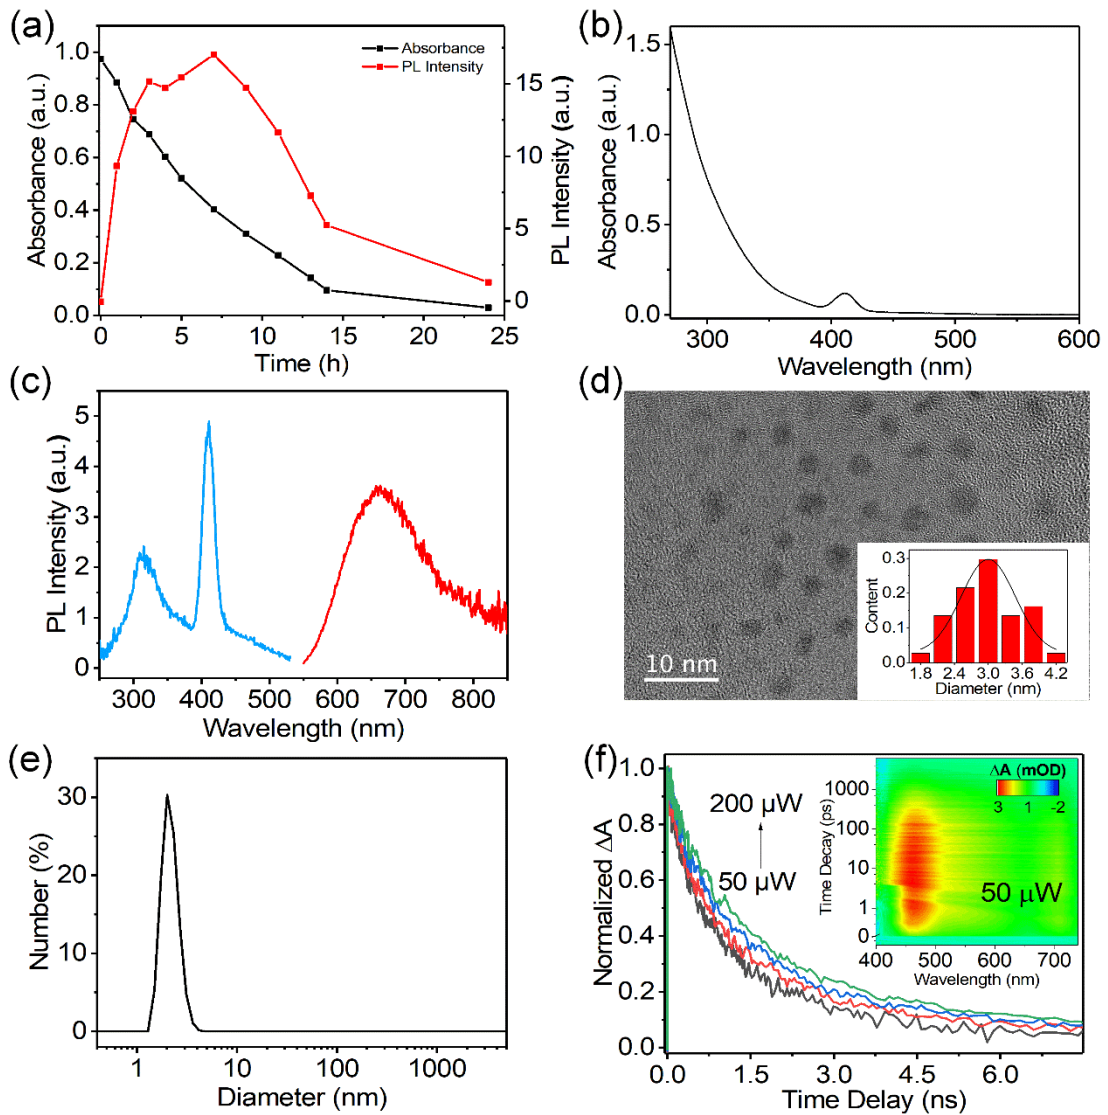 (a)
Absorbance
PL Intensity
1.0
0.8
0.6
0.4
0.2
0.0
15
10
5
0
0 5 10 15 20 25
Absorbance (a.u.)
PL Intensity (a.u.)
Time (h)
(b)
1.5
1.0
0.5
0.0
300 400 500 600
Absorbance (a.u.)
Wavelength (nm)
(c)
5
4
3
2
1
0
300 400 500 600 700 800
PL Intensity (a.u.)
Wavelength (nm)
(d)
10 nm
0.3
0.2
0.1
0.0
1.8 2.4 3.0 3.6 4.2
Content
Diameter (nm)
(e)
30
20
10
0
1 10 100 1000
Number (%)
Diameter (nm)
(f)
1.0
0.8
0.6
0.4
0.2
0.0
0.0 1.5 3.0 4.5 6.0
Normalized ΔA
Time Delay (ns)
200 μW
50 μW
ΔA (mOD)
3 1 -2
1000
100
10
1
0
50 μW
400 500 600 700
Time Decay (ps)
Wavelength (nm)